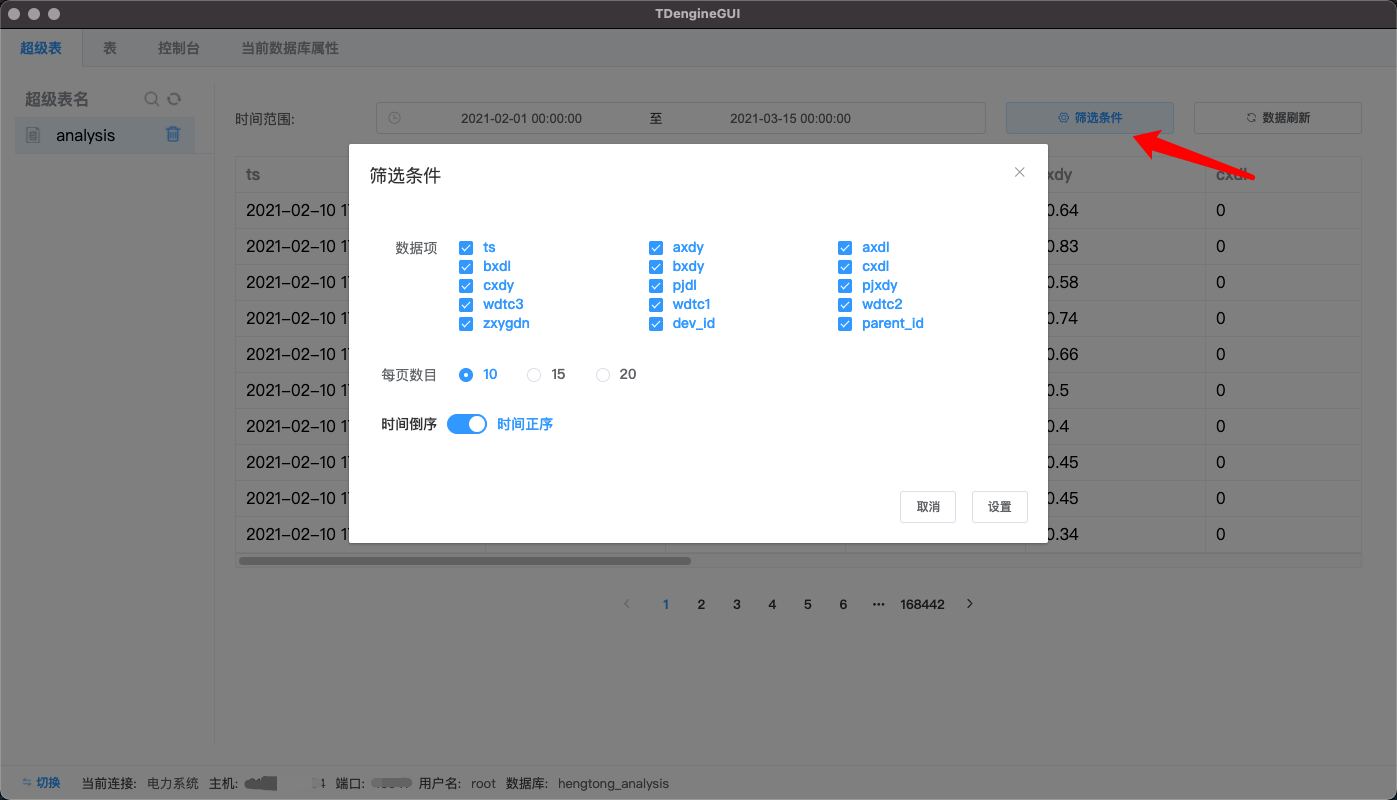 TDengineGUI
超级表 表 控制台 当前数据库属性
超级表名
analysis
时间范围: 2021-02-01 00:00:00 至 2021-03-15 00:00:00 筛选条件 数据刷新
ts xdy cxdl
2021-02-10 1 0.64 0
2021-02-10 1 0.83 0
2021-02-10 1 0.58 0
2021-02-10 1 0.74 0
2021-02-10 1 0.66 0
2021-02-10 1 0.5 0
2021-02-10 1 0.4 0
2021-02-10 1 0.45 0
2021-02-10 1 0.45 0
2021-02-10 1 0.34 0
筛选条件
数据项 ts axdy axdl
bxdl bxdy cxdl
cxdy pjdl pjxdy
wdtc3 wdtc1 wdtc2
zxygdn dev_id parent_id
每页数目 10 15 20
时间倒序 时间正序
取消 设置
1 2 3 4 5 6 ••• 168442
切换 当前连接: 电力系统 主机: 端口: 用户名: root 数据库: hengtong_analysis